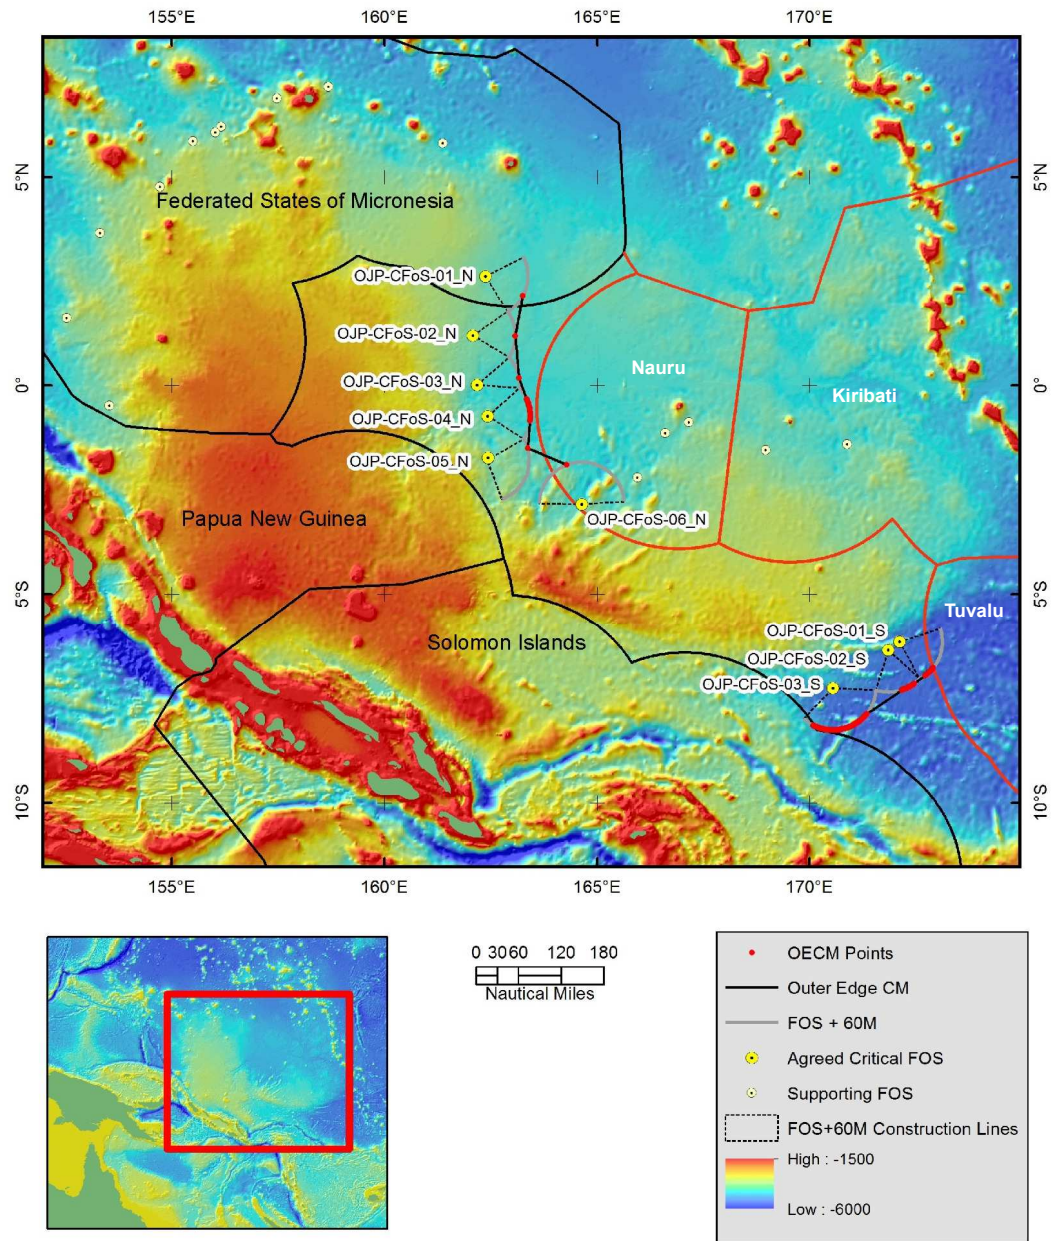 155°E 160°E 165°E 170°E
5°N 5°N
Federated States of Micronesia
OJP-CFoS-01_N
OJP-CFoS-02_N
Nauru
OJP-CFoS-03_N
Kiribati
0° 0°
OJP-CFoS-04_N
OJP-CFoS-05_N
Papua New Guinea
OJP-CFoS-06_N
5°S 5°S
Tuvalu
OJP-CFoS-01_S
Solomon Islands
OJP-CFoS-02_S
OJP-CFoS-03_S
10°S 10°S
155°E 160°E 165°E 170°E
0 30 60 120 180
Nautical Miles
OECM Points
Outer Edge CM
FOS + 60M
Agreed Critical FOS
Supporting FOS
FOS+60M Construction Lines
High : -1500
Low : -6000